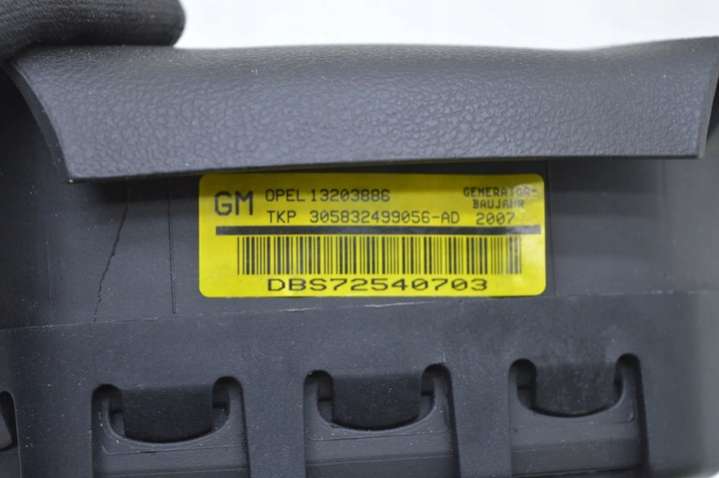 GM OPEL 13203886 GENERATOR-
BAUJAHR
TKP 305832499056-AD 2007
DBS72540703